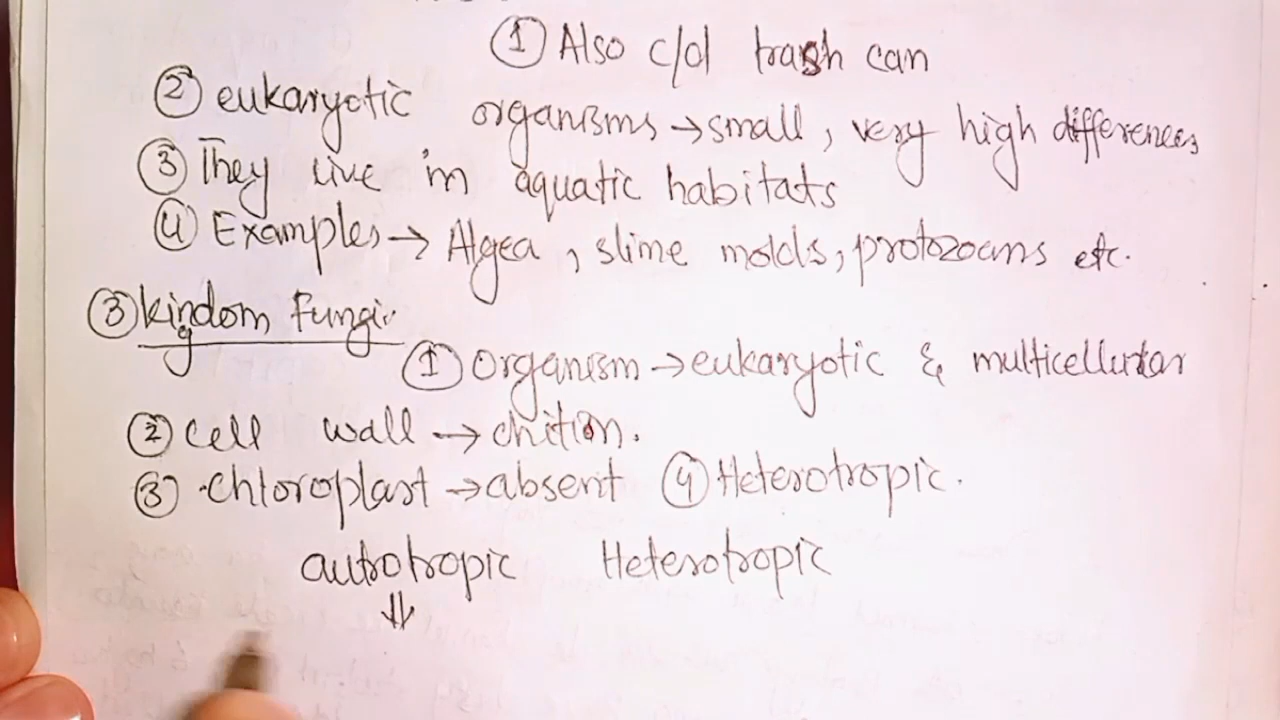 ① Also c/d trash can
② eukaryotic organisms → small, very high differences
③ They live in aquatic habitats
④ Examples → Algea, slime molds, protozoans etc.
③ Kingdom Fungi
① Organism → eukaryotic & multicellular
② Cell wall → chition.
③ Chloroplast → absent ④ Heterotropic.
autotropic Heterotropic
⇓